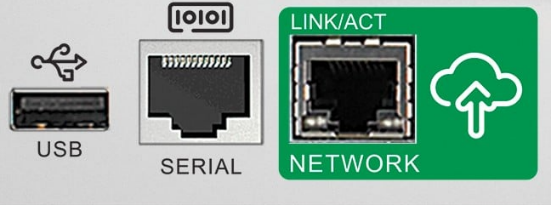 |O|O|
LINK/ACT
USB
SERIAL
NETWORK